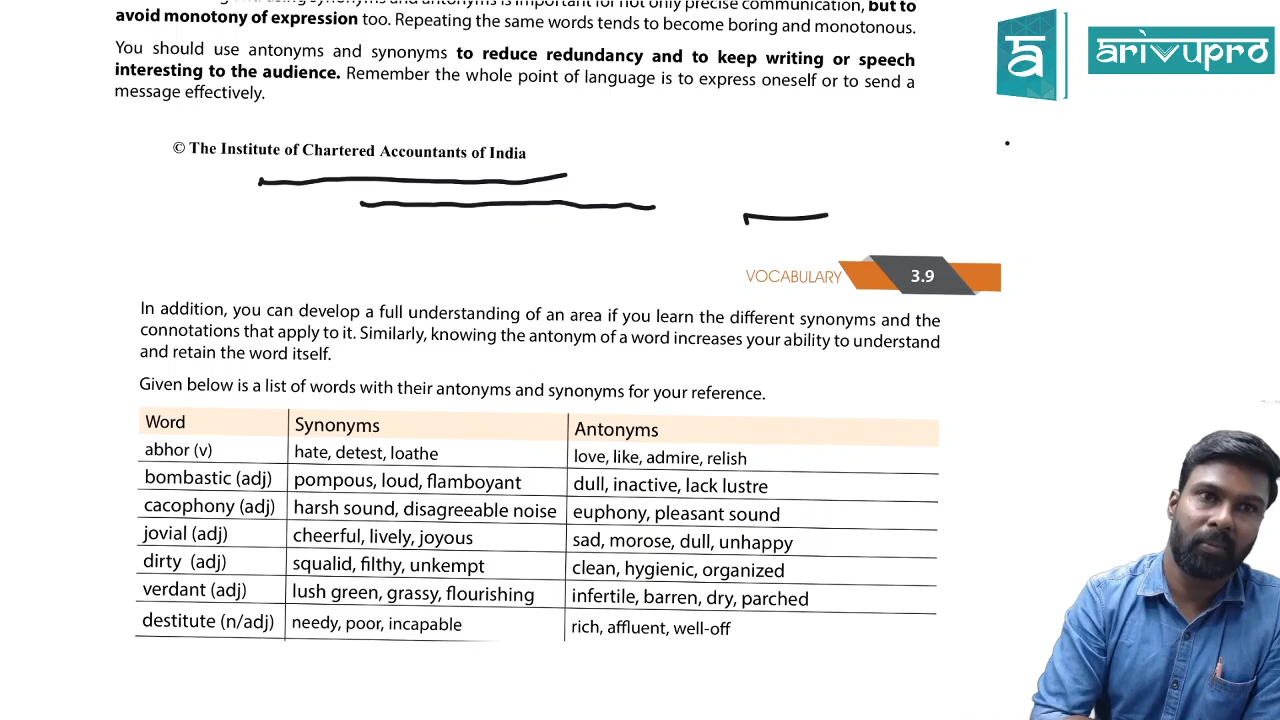 avoid monotony of expression too. Repeating the same words tends to become boring and monotonous.
You should use antonyms and synonyms to reduce redundancy and to keep writing or speech
interesting to the audience. Remember the whole point of language is to express oneself or to send a
message effectively.
© The Institute of Chartered Accountants of India
VOCABULARY 3.9
In addition, you can develop a full understanding of an area if you learn the different synonyms and the
connotations that apply to it. Similarly, knowing the antonym of a word increases your ability to understand
and retain the word itself.
Given below is a list of words with their antonyms and synonyms for your reference.
Word Synonyms Antonyms
abhor (v) hate, detest, loathe love, like, admire, relish
bombastic (adj) pompous, loud, flamboyant dull, inactive, lack lustre
cacophony (adj) harsh sound, disagreeable noise euphony, pleasant sound
jovial (adj) cheerful, lively, joyous sad, morose, dull, unhappy
dirty (adj) squalid, filthy, unkempt clean, hygienic, organized
verdant (adj) lush green, grassy, flourishing infertile, barren, dry, parched
destitute (n/adj) needy, poor, incapable rich, affluent, well-off
arivupro